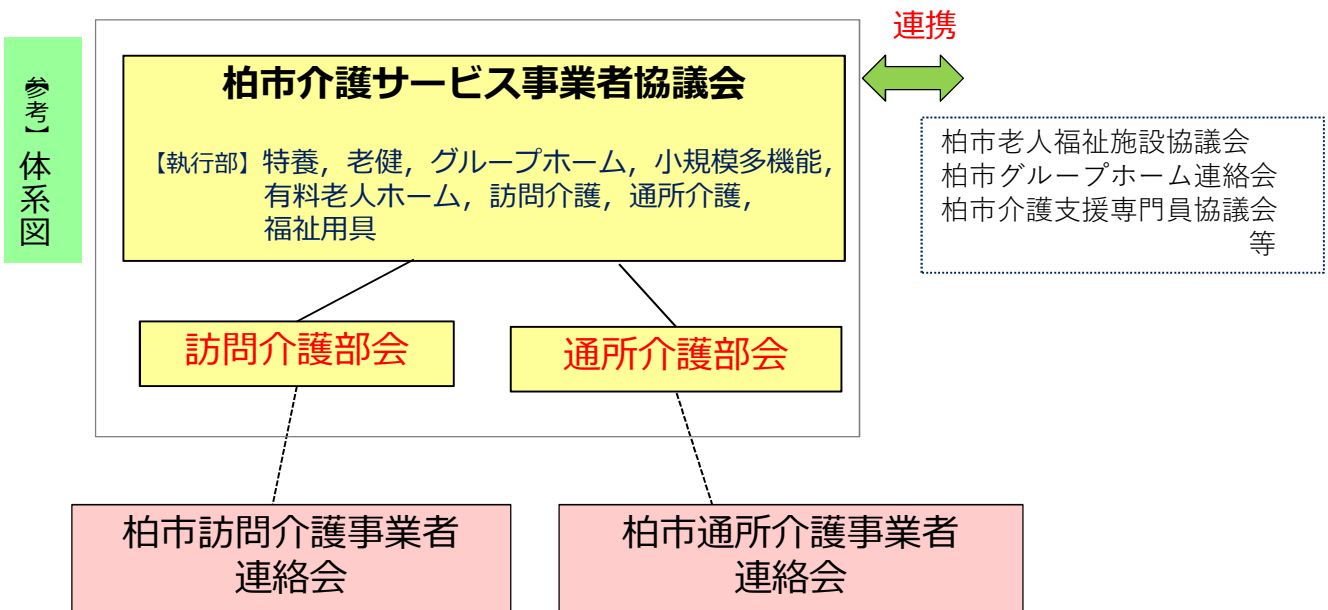 参考】体系図
連携
柏市介護サービス事業者協議会
【執行部】特養，老健，グループホーム，小規模多機能，
有料老人ホーム，訪問介護，通所介護，
福祉用具
柏市老人福祉施設協議会
柏市グループホーム連絡会
柏市介護支援専門員協議会
等
訪問介護部会
通所介護部会
柏市訪問介護事業者
連絡会
柏市通所介護事業者
連絡会